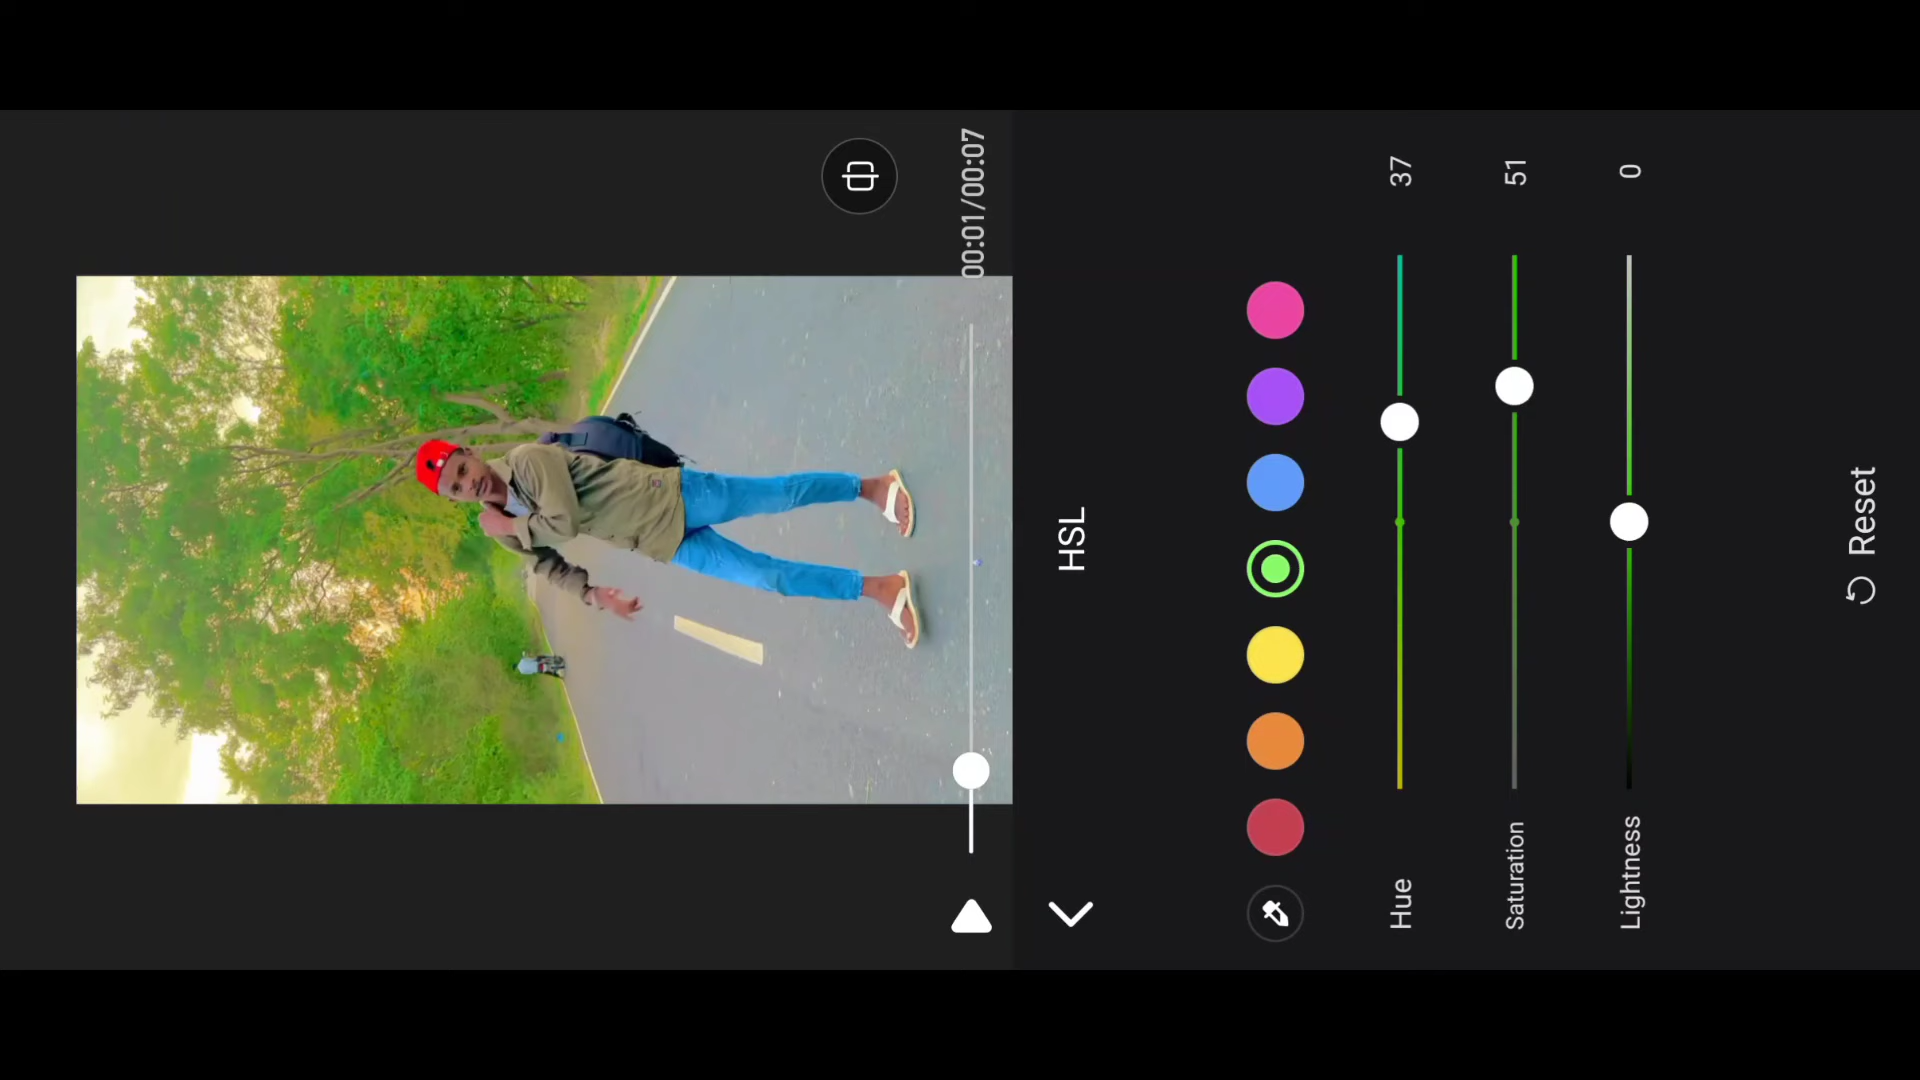 00:01/00:07
HSL
Hue 37
Saturation 51
Lightness 0
Reset